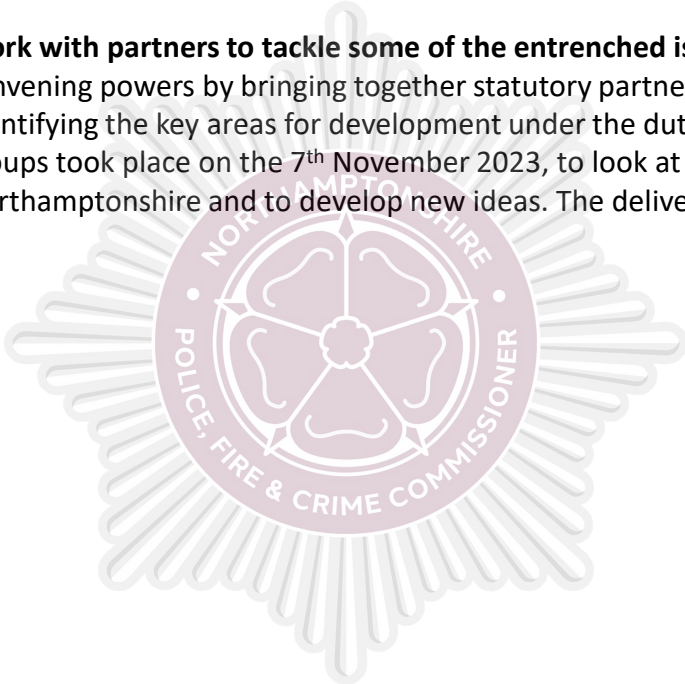 ork with partners to tackle some of the entrenched is
nvening powers by bringing together statutory partne
ntifying the key areas for development under the dut
oups took place on the 7th November 2023, to look at
rthamptonshire and to develop new ideas. The delive
NORTHAMPTONSHIRE
POLICE, FIRE & CRIME COMMISSIONER